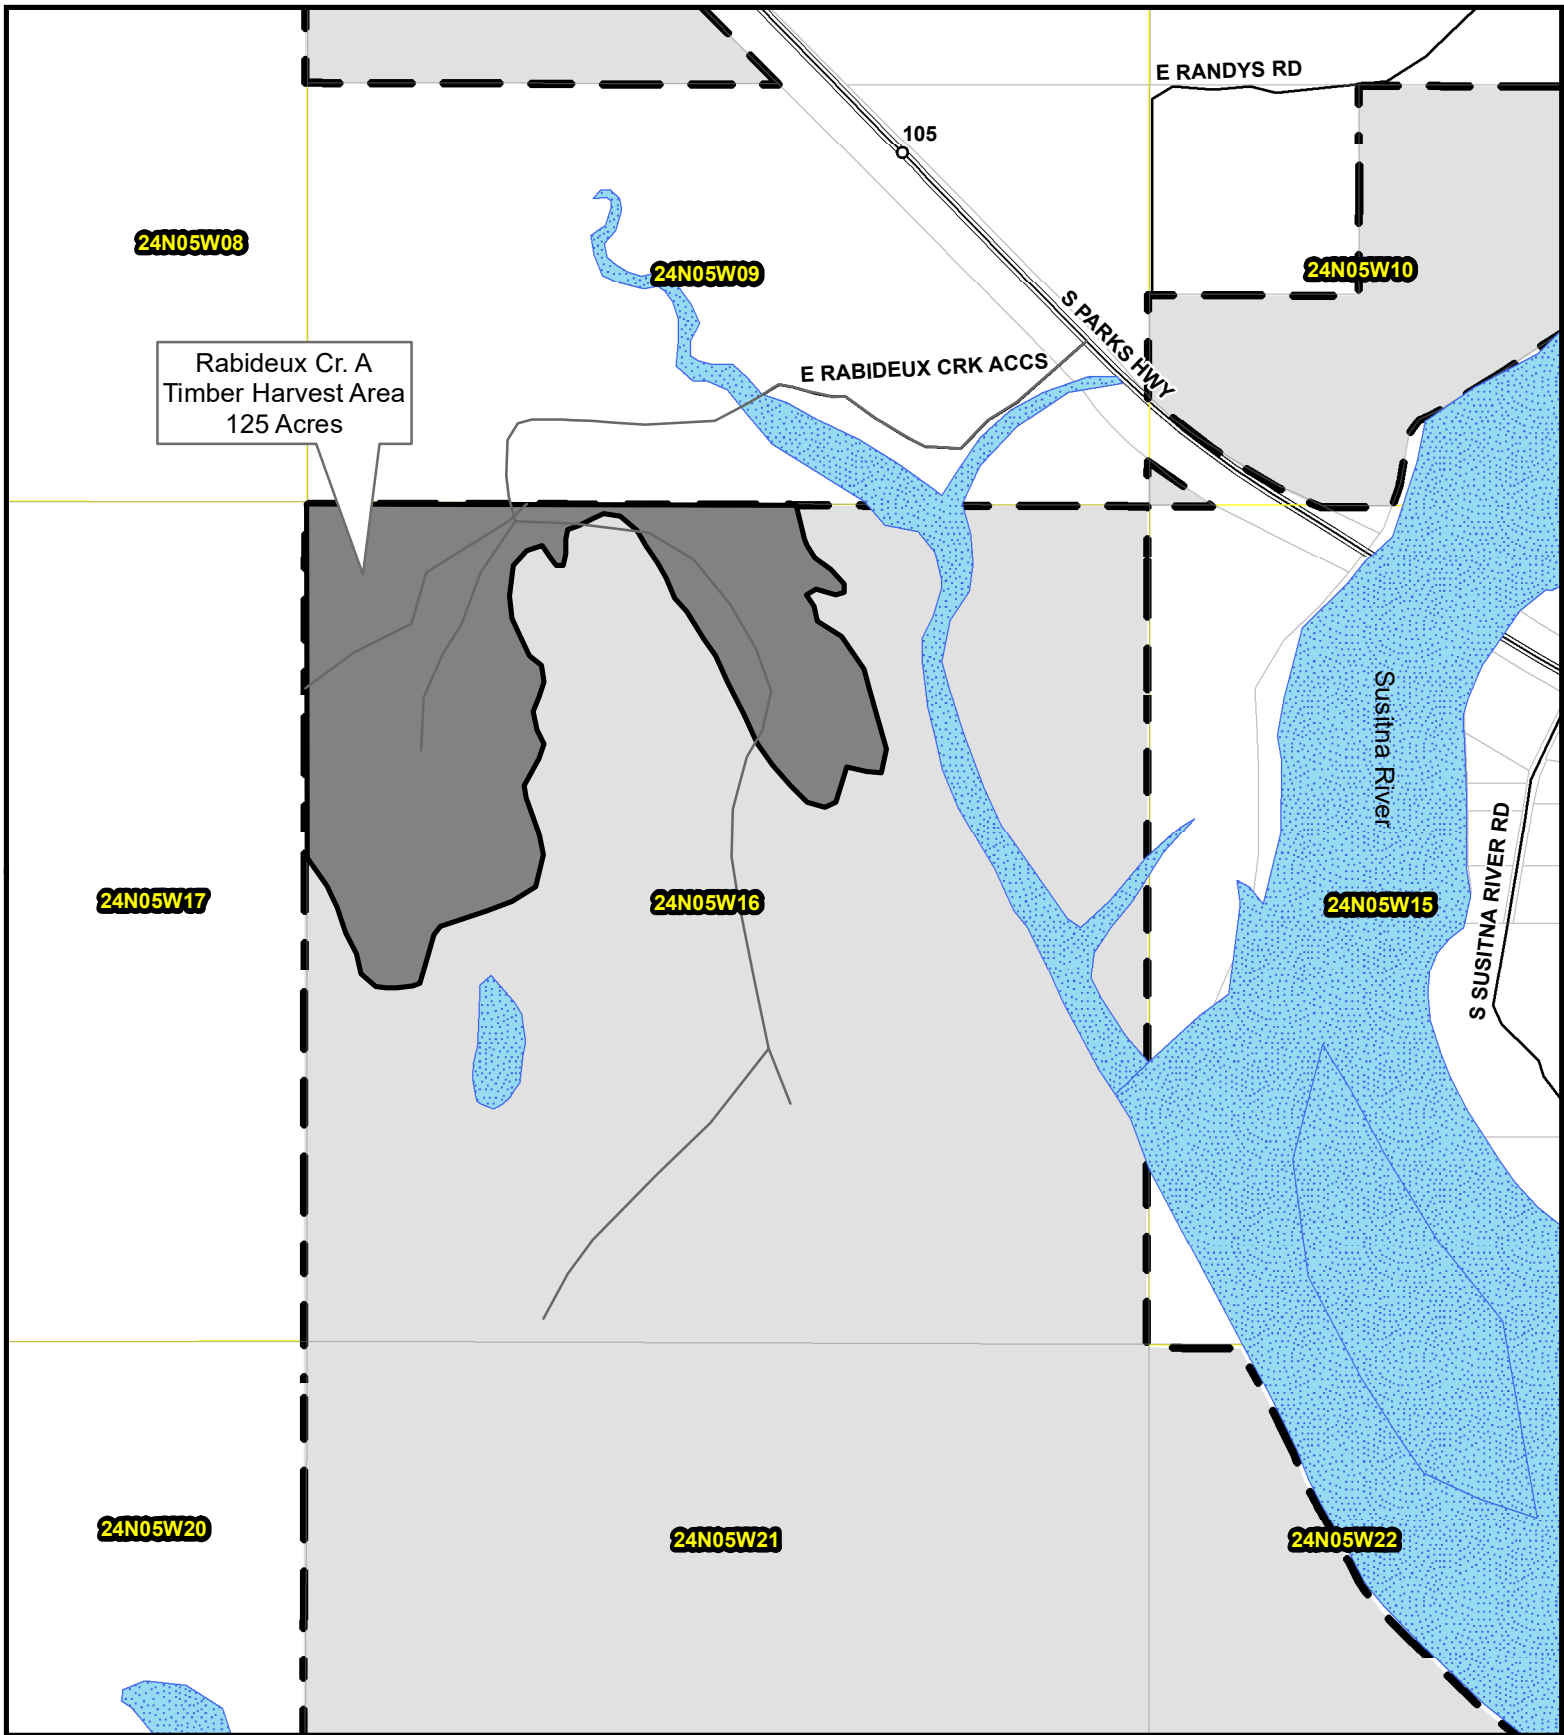 E RANDYS RD
105
24N05W08
24N05W09
24N05W10
S PARKS HWY
Rabideux Cr. A
Timber Harvest Area
125 Acres
E RABIDEUX CRK ACCS
Susitna River
S SUSITNA RIVER RD
24N05W17
24N05W16
24N05W15
24N05W20
24N05W21
24N05W22